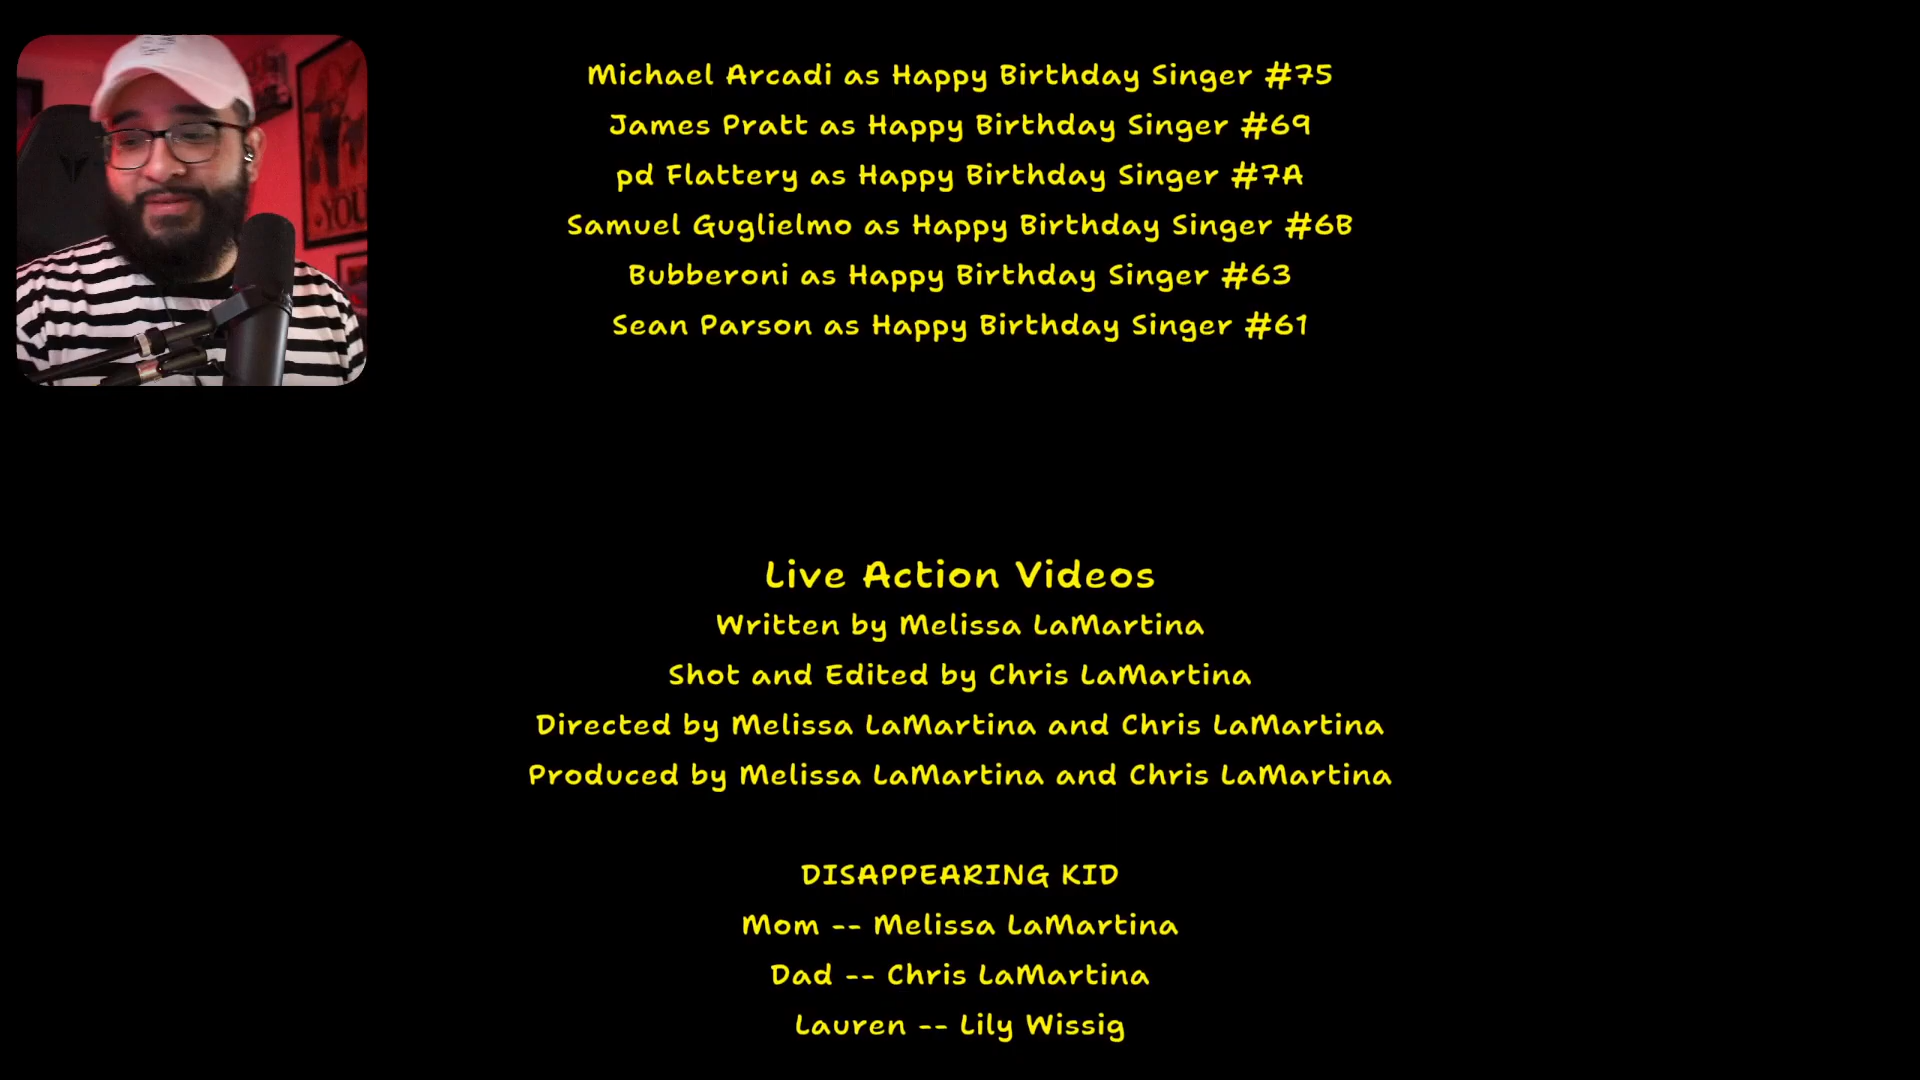 Michael Arcadi as Happy Birthday Singer #75
James Pratt as Happy Birthday Singer #69
pd Flattery as Happy Birthday Singer #7A
Samuel Guglielmo as Happy Birthday Singer #6B
Bubberoni as Happy Birthday Singer #63
Sean Parson as Happy Birthday Singer #61
YOU
Live Action Videos
Written by Melissa LaMartina
Shot and Edited by Chris LaMartina
Directed by Melissa LaMartina and Chris LaMartina
Produced by Melissa LaMartina and Chris LaMartina
DISAPPEARING KID
Mom -- Melissa LaMartina
Dad -- Chris LaMartina
Lauren -- Lily Wissig